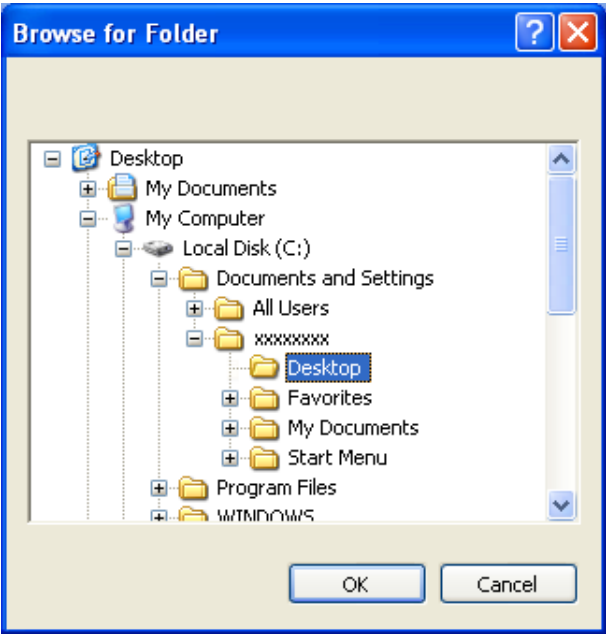 Browse for Folder
Desktop
My Documents
My Computer
Local Disk (C:)
Documents and Settings
All Users
xxxxxxxx
Desktop
Favorites
My Documents
Start Menu
Program Files
WINDOWS
OK Cancel